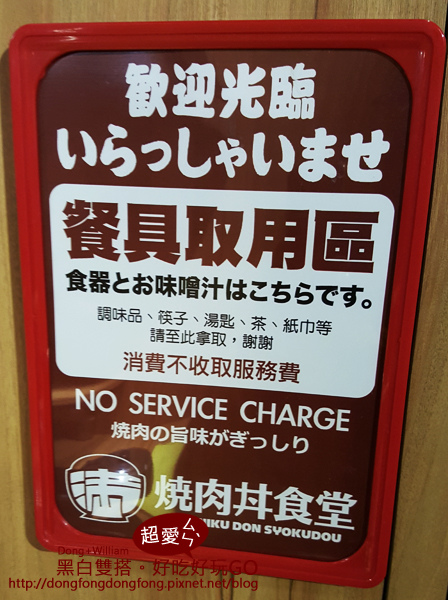 歡迎光臨
いらっしゃいませ
餐具取用區
食器とお味噌汁はこちらです。
調味品、筷子、湯匙、茶、紙巾等
請至此拿取，謝謝
消費不收取服務費
NO SERVICE CHARGE
焼肉の旨味がぎっしり
焼肉丼食堂
IKU DON SYOKUDOU
超愛ㄙㄣˋ
Dong+William
黑白雙搭。好吃好玩GO
http://dongfongdongfong.pixnet.net/blog